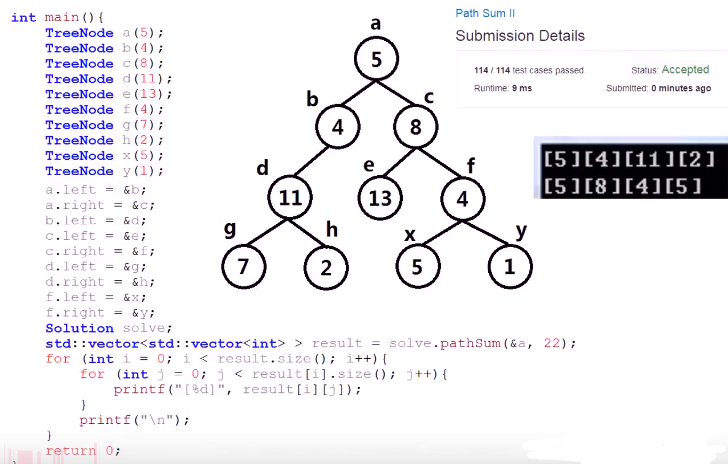 int main(){
TreeNode a(5);
TreeNode b(4);
TreeNode c(8);
TreeNode d(11);
TreeNode e(13);
TreeNode f(4);
TreeNode g(7);
TreeNode h(2);
TreeNode x(5);
TreeNode y(1);
a.left = &b;
a.right = &c;
b.left = &d;
c.left = &e;
c.right = &f;
d.left = &g;
d.right = &h;
f.left = &x;
f.right = &y;
Solution solve;
std::vector<std::vector<int> > result = solve.pathSum(&a, 22);
for (int i = 0; i < result.size(); i++){
for (int j = 0; j < result[i].size(); j++){
printf("[%d]", result[i][j]);
}
printf("\n");
}
return 0;
a
5
b
4
c
8
d
11
e
13
f
4
g
7
h
2
x
5
y
1
Path Sum II
Submission Details
114 / 114 test cases passed.
Status: Accepted
Runtime: 9 ms
Submitted: 0 minutes ago
[5][4][11][2]
[5][8][4][5]